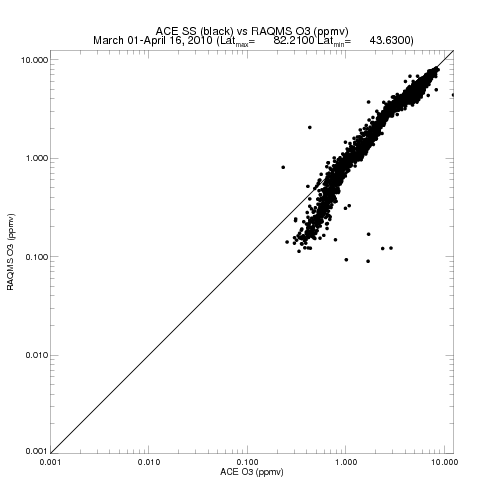 ACE SS (black) vs RAQMS O3 (ppmv)
March 01-April 16, 2010 (Latmax= 82.2100 Latmin= 43.6300)
10.000
1.000
0.100
0.010
0.001
RAQMS O3 (ppmv)
0.001 0.010 0.100 1.000 10.000
ACE O3 (ppmv)